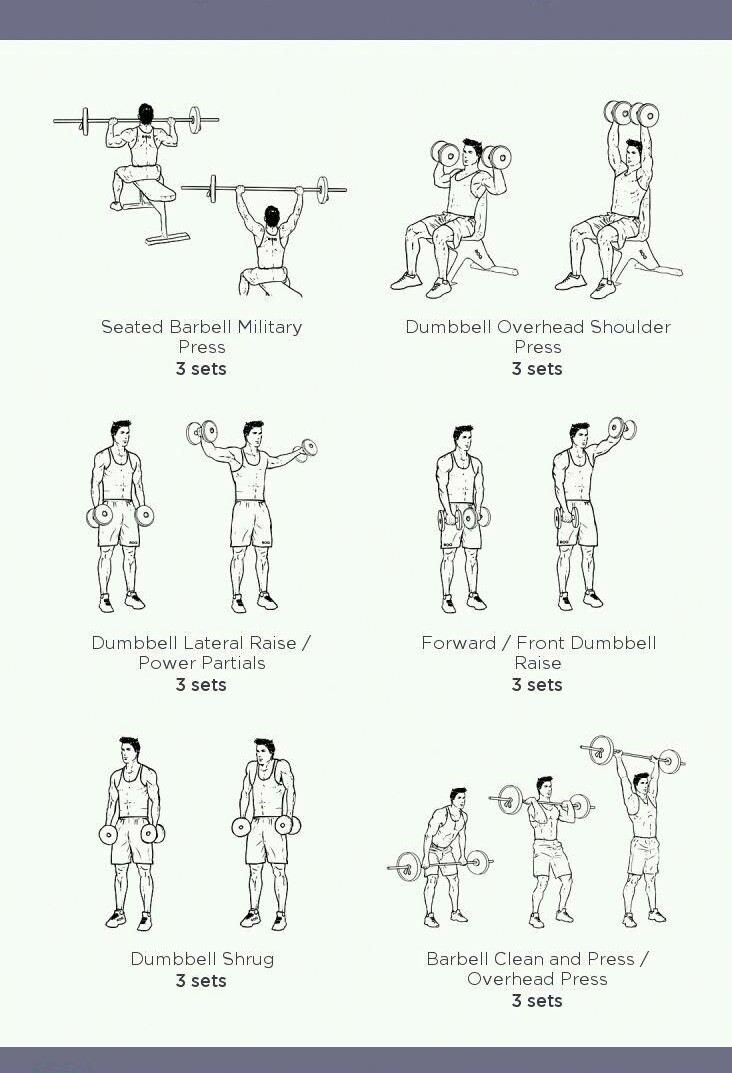 Seated Barbell Military
Press
3 sets
Dumbbell Overhead Shoulder
Press
3 sets
Dumbbell Lateral Raise /
Power Partials
3 sets
Forward / Front Dumbbell
Raise
3 sets
Dumbbell Shrug
3 sets
Barbell Clean and Press /
Overhead Press
3 sets